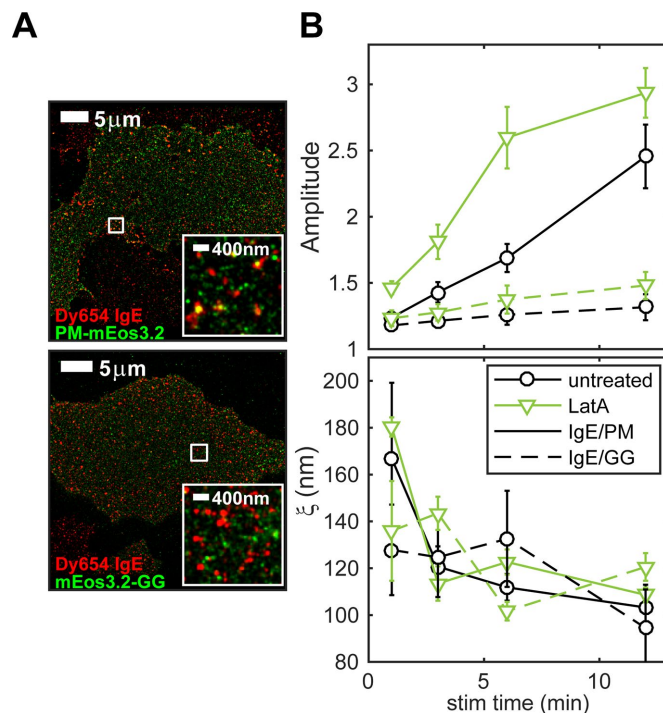 A
5μm
400nm
Dy654 IgE
PM-mEos3.2
5μm
400nm
Dy654 IgE
mEos3.2-GG
B
3
2.5
2
1.5
1
Amplitude
200
180
160
140
120
100
80
ξ (nm)
untreated
LatA
IgE/PM
IgE/GG
0 5 10
stim time (min)